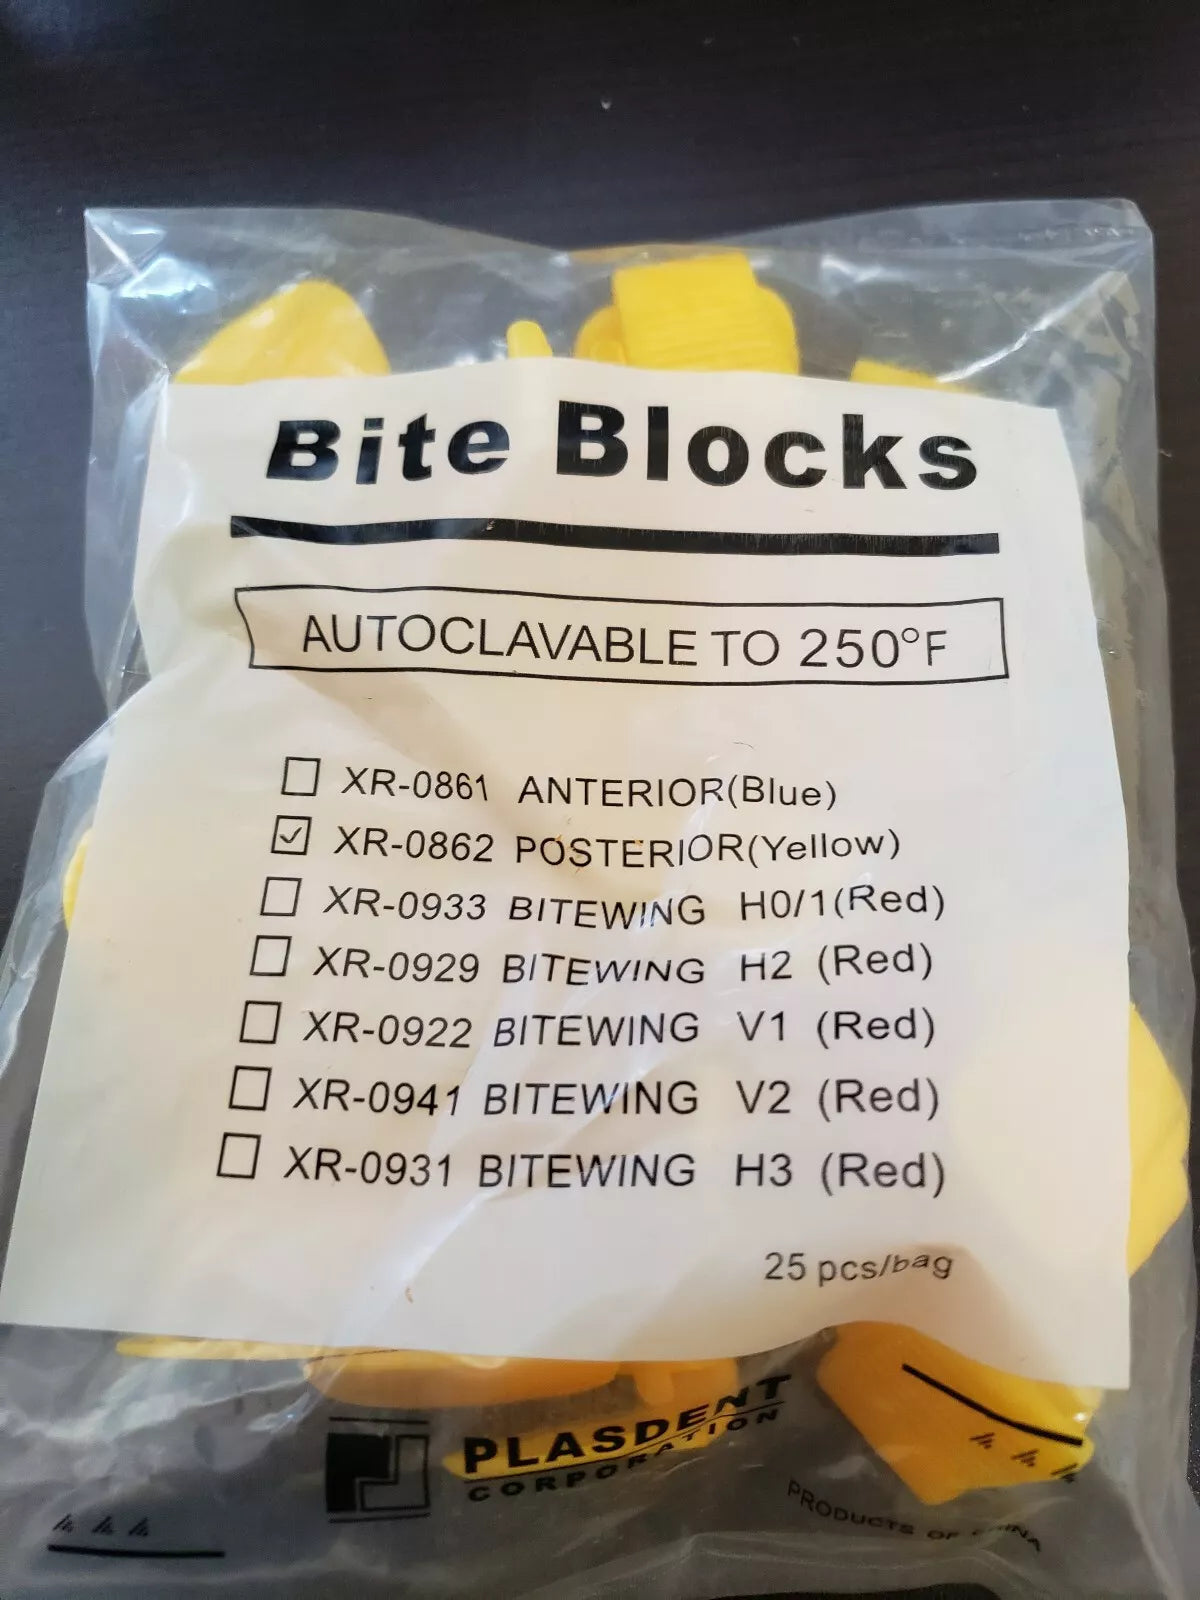 Bite Blocks
AUTOCLAVABLE TO 250°F
☐ XR-0861 ANTERIOR(Blue)
☑ XR-0862 POSTERIOR(Yellow)
☐ XR-0933 BITEWING H0/1(Red)
☐ XR-0929 BITEWING H2 (Red)
☐ XR-0922 BITEWING V1 (Red)
☐ XR-0941 BITEWING V2 (Red)
☐ XR-0931 BITEWING H3 (Red)
25 pcs/bag
PLASDENT
CORPORATION
PRODUCTS OF CHINA